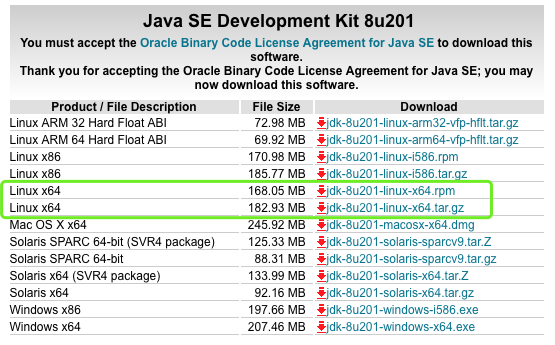 Java SE Development Kit 8u201
You must accept the Oracle Binary Code License Agreement for Java SE to download this
software.
Thank you for accepting the Oracle Binary Code License Agreement for Java SE; you may
now download this software.
Product / File Description File Size Download
Linux ARM 32 Hard Float ABI 72.98 MB jdk-8u201-linux-arm32-vfp-hflt.tar.gz
Linux ARM 64 Hard Float ABI 69.92 MB jdk-8u201-linux-arm64-vfp-hflt.tar.gz
Linux x86 170.98 MB jdk-8u201-linux-i586.rpm
Linux x86 185.77 MB jdk-8u201-linux-i586.tar.gz
Linux x64 168.05 MB jdk-8u201-linux-x64.rpm
Linux x64 182.93 MB jdk-8u201-linux-x64.tar.gz
Mac OS X x64 245.92 MB jdk-8u201-macosx-x64.dmg
Solaris SPARC 64-bit (SVR4 package) 125.33 MB jdk-8u201-solaris-sparcv9.tar.Z
Solaris SPARC 64-bit 88.31 MB jdk-8u201-solaris-sparcv9.tar.gz
Solaris x64 (SVR4 package) 133.99 MB jdk-8u201-solaris-x64.tar.Z
Solaris x64 92.16 MB jdk-8u201-solaris-x64.tar.gz
Windows x86 197.66 MB jdk-8u201-windows-i586.exe
Windows x64 207.46 MB jdk-8u201-windows-x64.exe